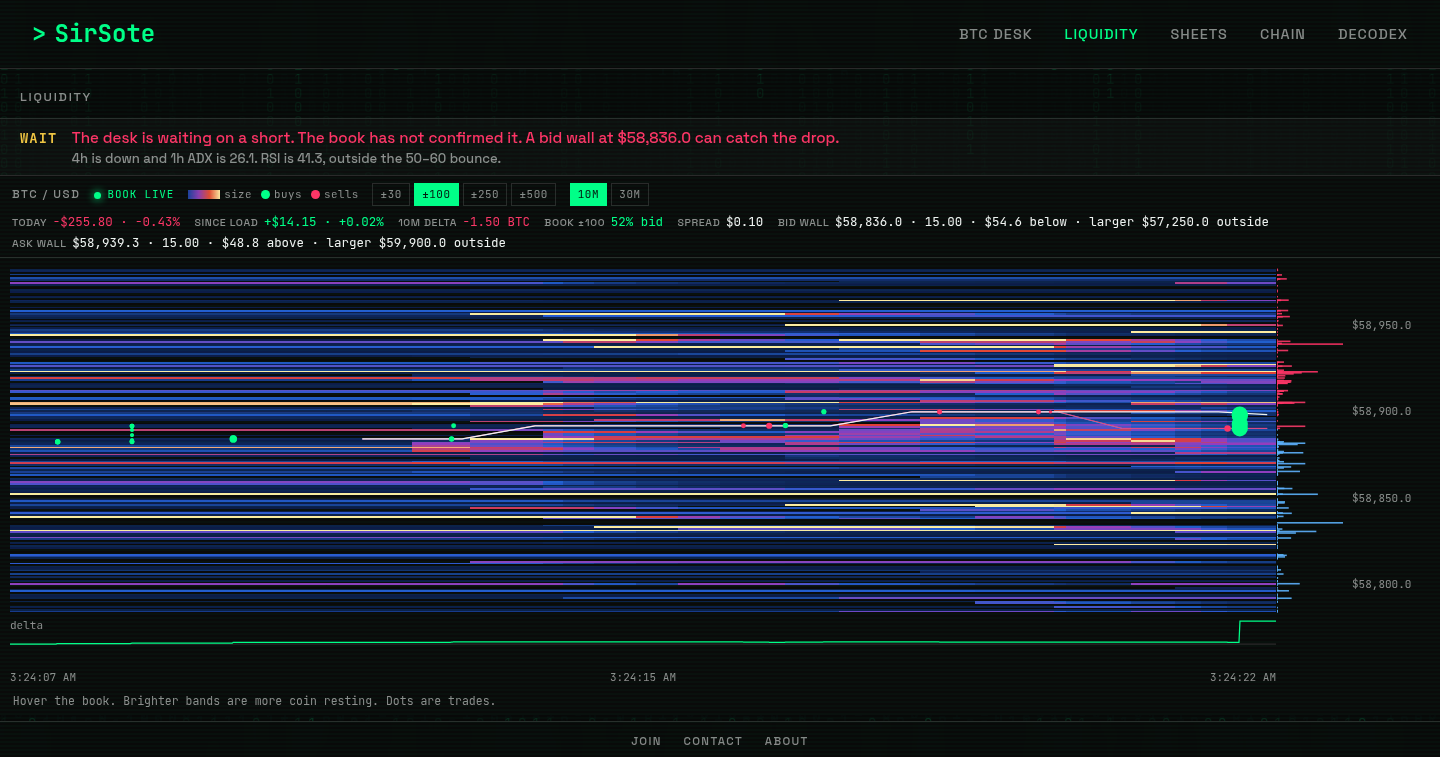 > SirSote
BTC DESK LIQUIDITY SHEETS CHAIN DECODEX
LIQUIDITY
WAIT The desk is waiting on a short. The book has not confirmed it. A bid wall at $58,836.0 can catch the drop.
4h is down and 1h ADX is 26.1. RSI is 41.3, outside the 50–60 bounce.
BTC / USD BOOK LIVE size buys sells ±30 ±100 ±250 ±500 10M 30M
TODAY -$255.80 · -0.43% SINCE LOAD +$14.15 · +0.02% 10M DELTA -1.50 BTC BOOK ±100 52% bid SPREAD $0.10 BID WALL $58,836.0 · 15.00 · $54.6 below · larger $57,250.0 outside
ASK WALL $58,939.3 · 15.00 · $48.8 above · larger $59,900.0 outside
$58,950.0
$58,900.0
$58,850.0
$58,800.0
delta
3:24:07 AM 3:24:15 AM 3:24:22 AM
Hover the book. Brighter bands are more coin resting. Dots are trades.
JOIN CONTACT ABOUT